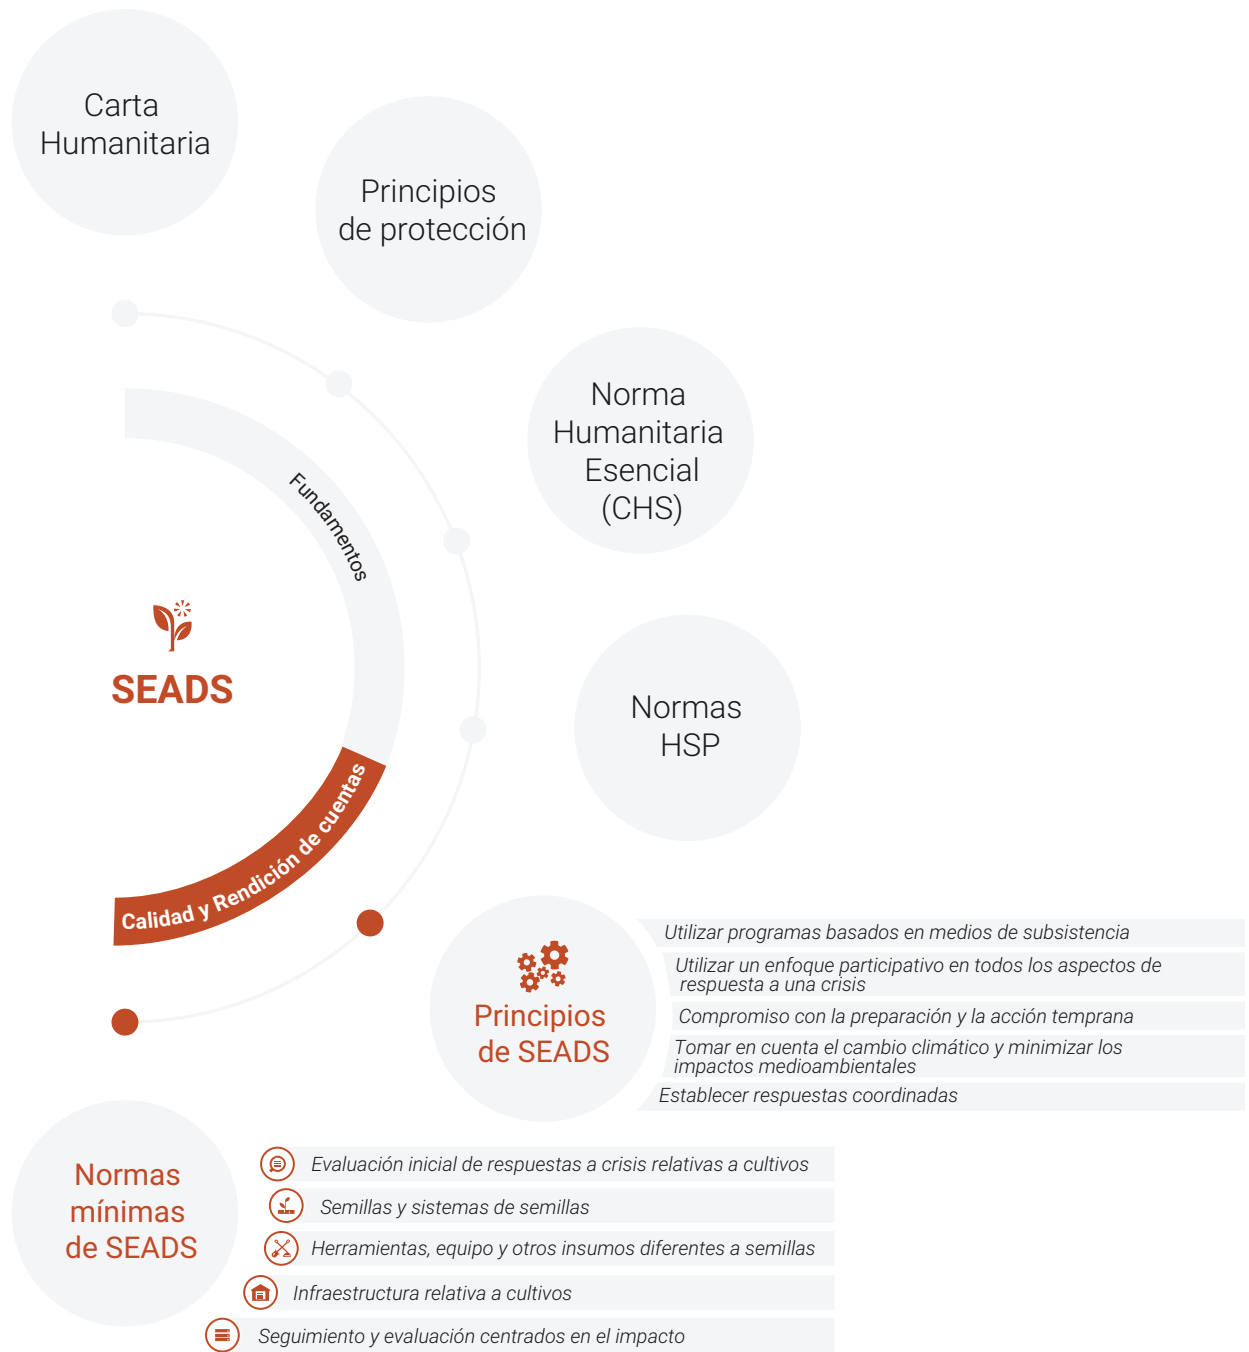 Carta
Humanitaria
Principios
de protección
Norma
Humanitaria
Esencial
(CHS)
Fundamentos
SEADS
Normas
HSP
Calidad y Rendición de cuentas
Principios
de SEADS
Utilizar programas basados en medios de subsistencia
Utilizar un enfoque participativo en todos los aspectos de
respuesta a una crisis
Compromiso con la preparación y la acción temprana
Tomar en cuenta el cambio climático y minimizar los
impactos medioambientales
Establecer respuestas coordinadas
Normas
mínimas
de SEADS
Evaluación inicial de respuestas a crisis relativas a cultivos
Semillas y sistemas de semillas
Herramientas, equipo y otros insumos diferentes a semillas
Infraestructura relativa a cultivos
Seguimiento y evaluación centrados en el impacto